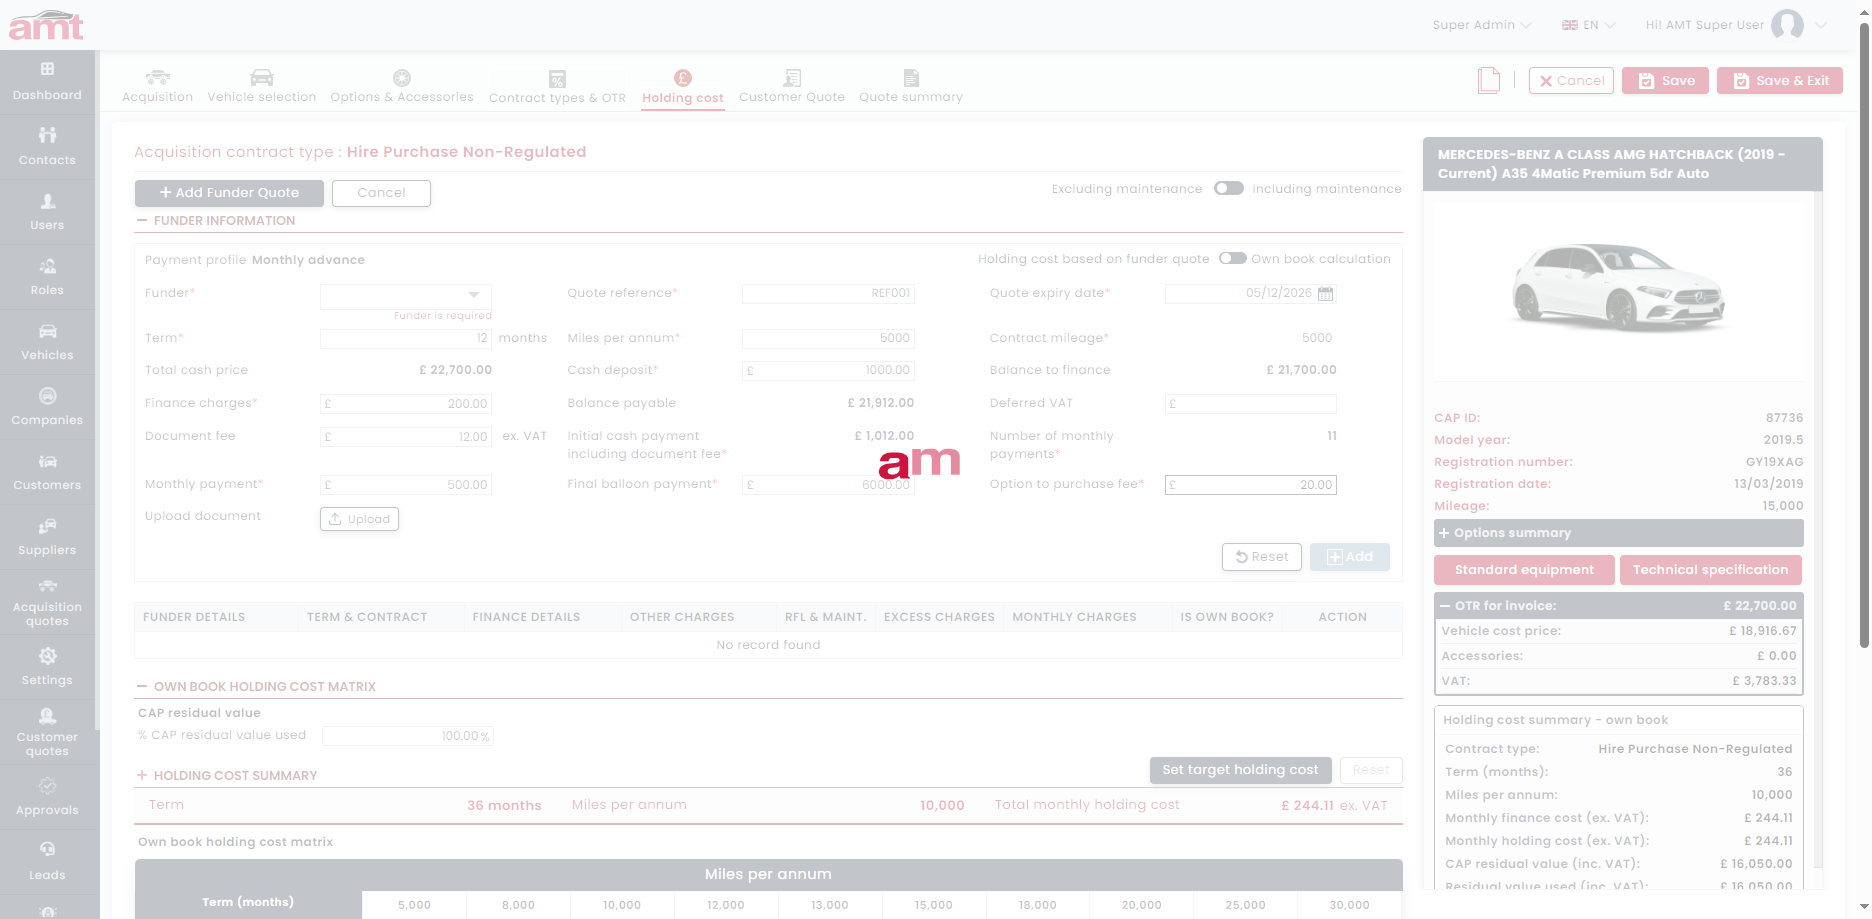 amt
Super Admin
EN
Hi! AMT Super User
Dashboard
Contacts
Users
Roles
Vehicles
Companies
Customers
Suppliers
Acquisition
quotes
Settings
Customer
quotes
Approvals
Leads
Acquisition
Vehicle selection
Options & Accessories
Contract types & OTR
Holding cost
Customer Quote
Quote summary
Cancel
Save
Save & Exit
Acquisition contract type : Hire Purchase Non-Regulated
+ Add Funder Quote
Cancel
Excluding maintenance
Including maintenance
FUNDER INFORMATION
Payment profile Monthly advance
Holding cost based on funder quote
Own book calculation
Funder*
Funder is required
Quote reference*
REF001
Quote expiry date*
05/12/2026
Term*
12
months
Miles per annum*
5000
Contract mileage*
5000
Total cash price
£ 22,700.00
Cash deposit*
£ 1000.00
Balance to finance
£ 21,700.00
Finance charges*
£ 200.00
Balance payable
£ 21,912.00
Deferred VAT
£
Document fee
£ 12.00
ex. VAT
Initial cash payment
including document fee*
£ 1,012.00
Number of monthly
payments*
11
am
Monthly payment*
£ 500.00
Final balloon payment*
£ 6000.00
Option to purchase fee*
£ 20.00
Upload document
Upload
Reset
Add
FUNDER DETAILS
TERM & CONTRACT
FINANCE DETAILS
OTHER CHARGES
RFL & MAINT.
EXCESS CHARGES
MONTHLY CHARGES
IS OWN BOOK?
ACTION
No record found
OWN BOOK HOLDING COST MATRIX
CAP residual value
% CAP residual value used
100.00 %
HOLDING COST SUMMARY
Set target holding cost
Reset
Term
36 months
Miles per annum
10,000
Total monthly holding cost
£ 244.11 ex. VAT
Own book holding cost matrix
Miles per annum
Term (months)
5,000
8,000
10,000
12,000
13,000
15,000
18,000
20,000
25,000
30,000
MERCEDES-BENZ A CLASS AMG HATCHBACK (2019 -
Current) A35 4Matic Premium 5dr Auto
CAP ID:
87736
Model year:
2019.5
Registration number:
GY19XAG
Registration date:
13/03/2019
Mileage:
15,000
Options summary
Standard equipment
Technical specification
OTR for invoice:
£ 22,700.00
Vehicle cost price:
£ 18,916.67
Accessories:
£ 0.00
VAT:
£ 3,783.33
Holding cost summary - own book
Contract type:
Hire Purchase Non-Regulated
Term (months):
36
Miles per annum:
10,000
Monthly finance cost (ex. VAT):
£ 244.11
Monthly holding cost (ex. VAT):
£ 244.11
CAP residual value (inc. VAT):
£ 16,050.00
Residual value used (inc. VAT):
£ 16,050.00